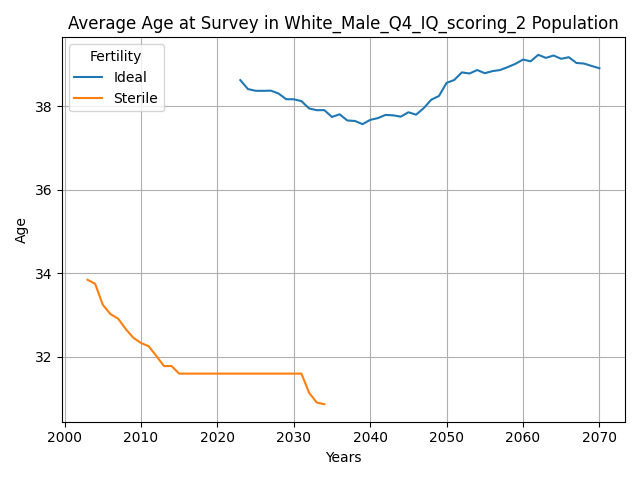 Average Age at Survey in White_Male_Q4_IQ_scoring_2 Population
Fertility
Ideal
Sterile
38
36
34
32
Age
2000 2010 2020 2030 2040 2050 2060 2070
Years